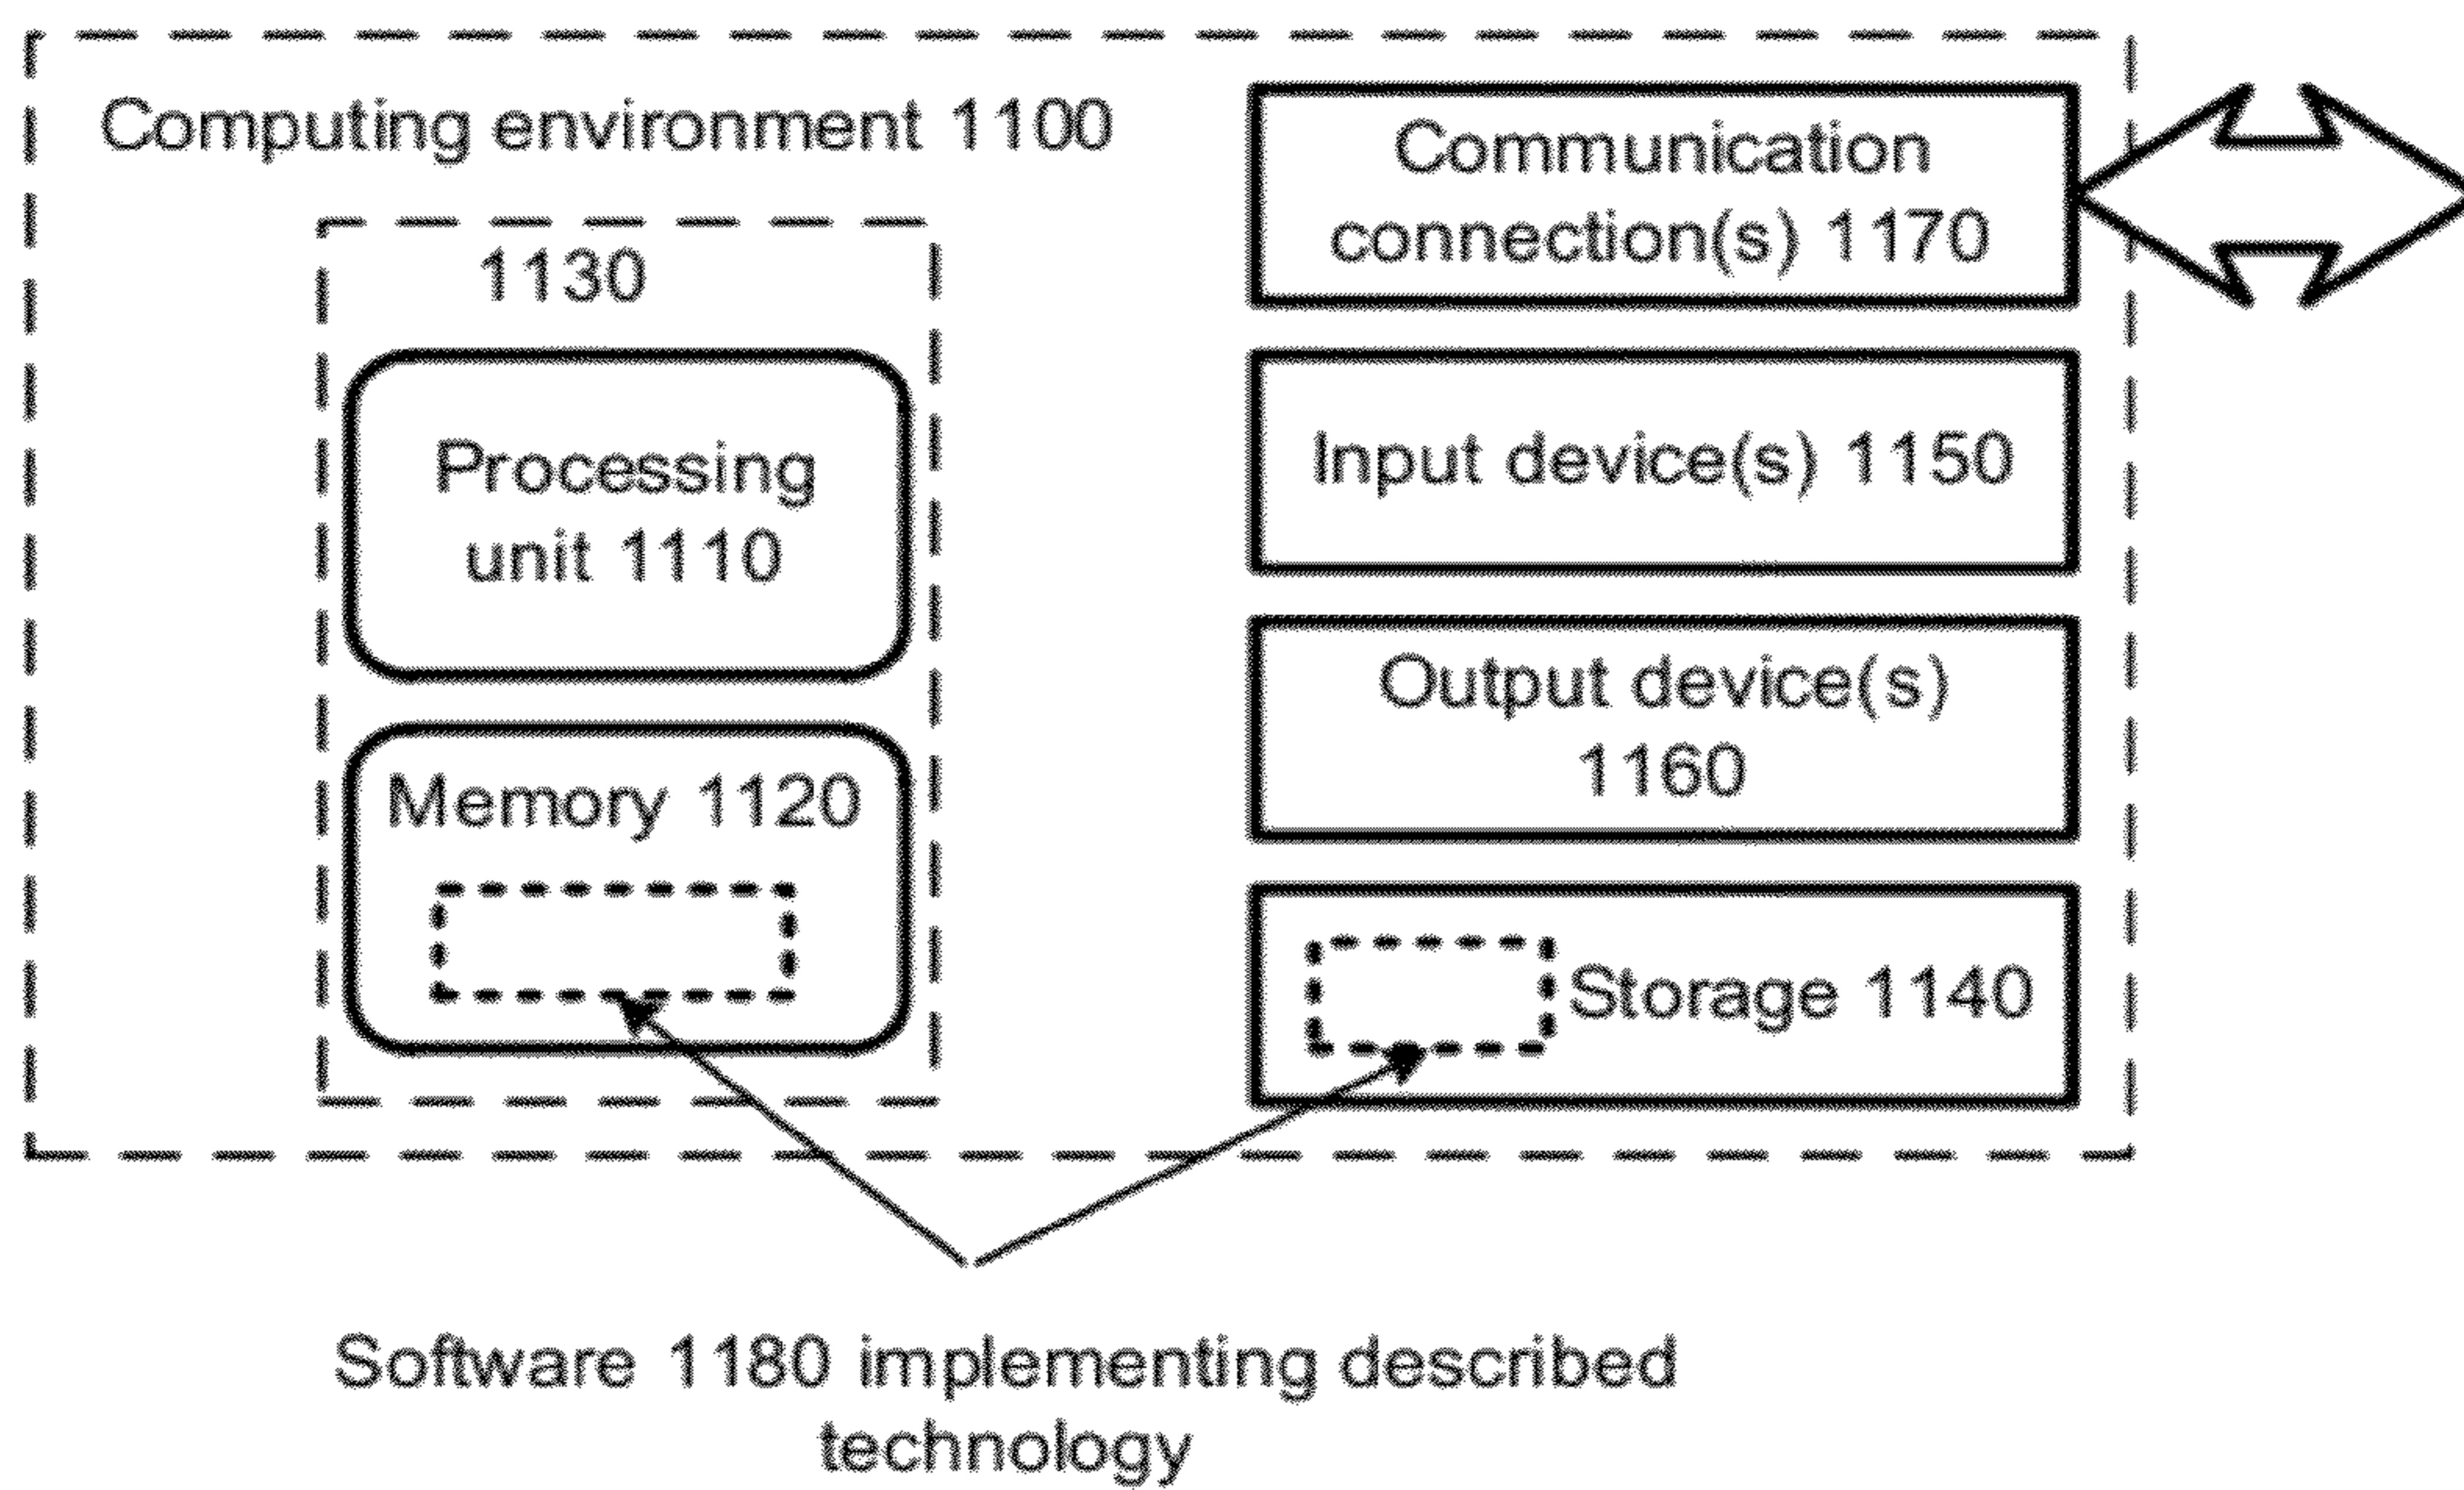 Computing environment 1100
1130
Processing
unit 1110
Memory 1120
Communication
connection(s) 1170
Input device(s) 1150
Output device(s)
1160
Storage 1140
Software 1180 implementing described
technology